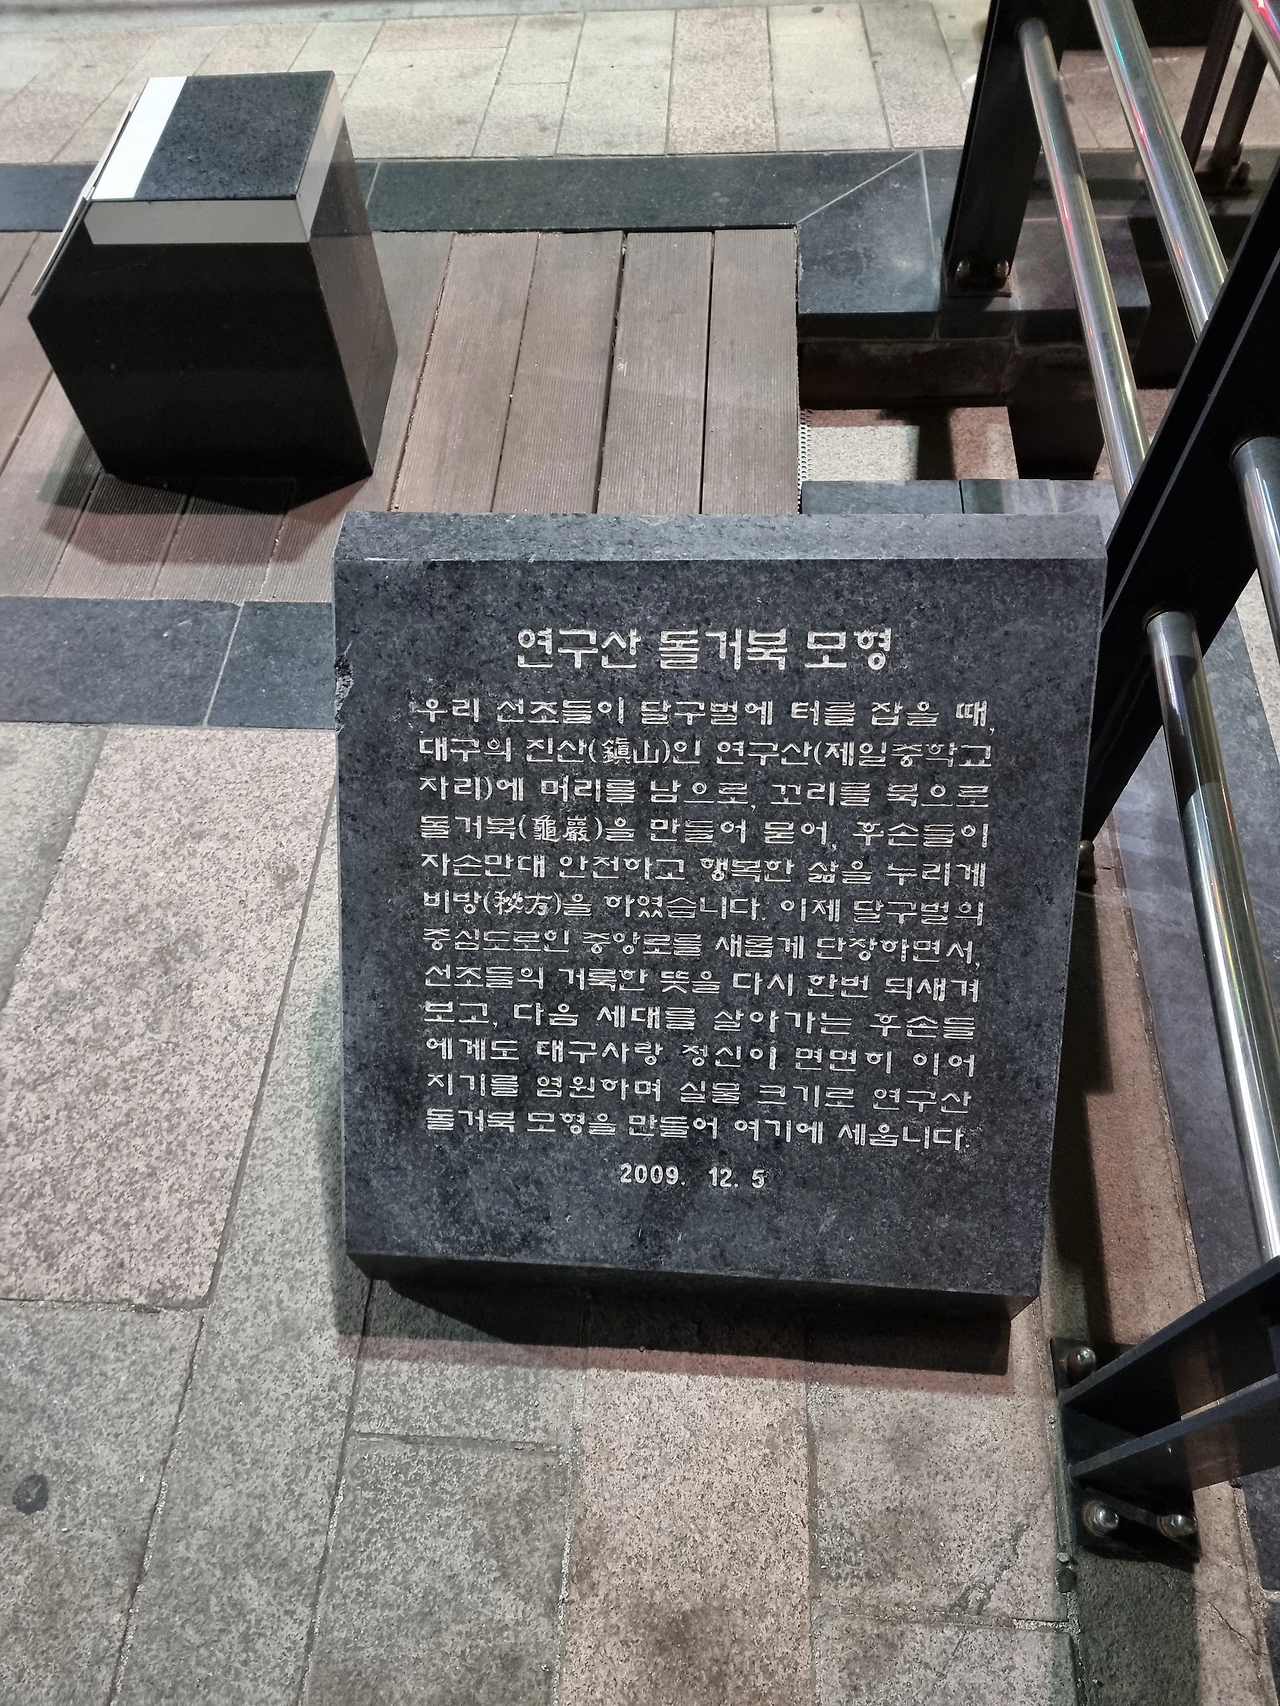 연구산 돌거북 모형
우리 선조들이 달구벌에 터를 잡을 때,
대구의 진산(鎭山)인 연구산(제일중학교
자리)에 머리를 남으로, 꼬리를 북으로
돌거북(龜巖)을 만들어 묻어, 후손들이
자손만대 안전하고 행복한 삶을 누리게
비방(秘方)을 하였습니다. 이제 달구벌의
중심도로인 중앙로를 새롭게 단장하면서,
선조들의 거룩한 뜻을 다시 한번 되새겨
보고, 다음 세대를 살아가는 후손들
에게도 대구사랑 정신이 면면히 이어
지기를 염원하며 실물 크기로 연구산
돌거북 모형을 만들어 여기에 세웁니다.
2009. 12. 5